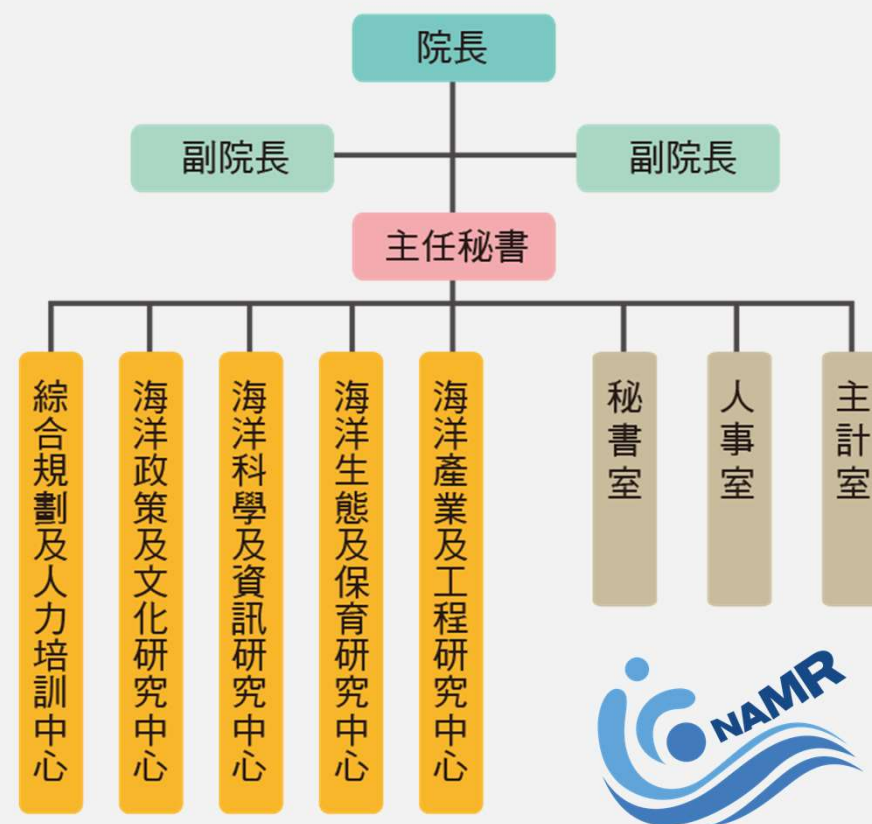 院長
副院長
副院長
主任秘書
綜合規劃及人力培訓中心
海洋政策及文化研究中心
海洋科學及資訊研究中心
海洋生態及保育研究中心
海洋產業及工程研究中心
秘書室
人事室
主計室
NAMR